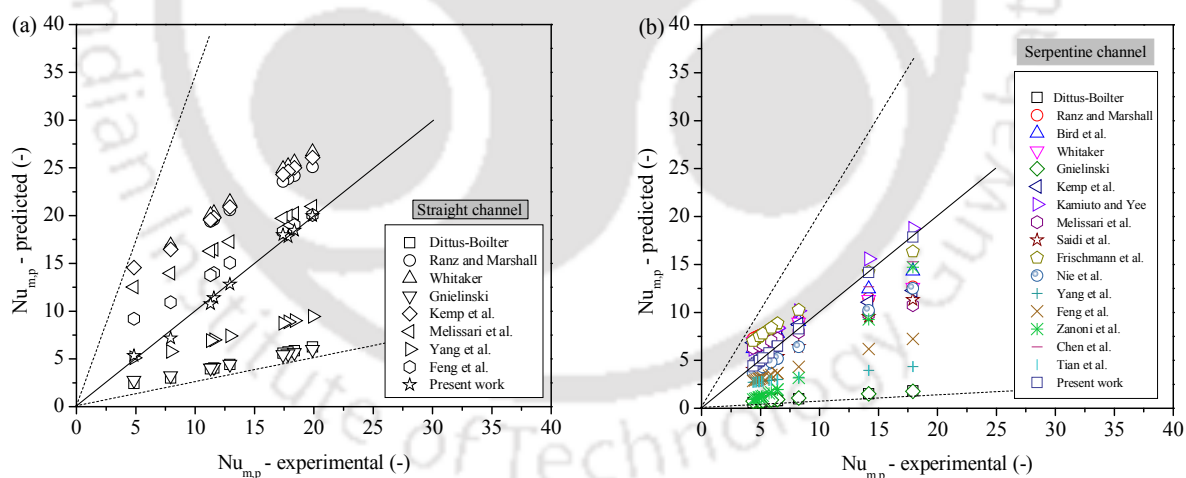 (a)
40
35
30
25
20
15
10
5
0
Nu_m,p - predicted (-)
0 5 10 15 20 25 30 35 40
Nu_m,p - experimental (-)
Straight channel
Dittus-Boilter
Ranz and Marshall
Whitaker
Gnielinski
Kemp et al.
Melissari et al.
Yang et al.
Feng et al.
Present work
(b)
40
35
30
25
20
15
10
5
0
Nu_m,p - predicted (-)
0 5 10 15 20 25 30 35 40
Nu_m,p - experimental (-)
Serpentine channel
Dittus-Boilter
Ranz and Marshall
Bird et al.
Whitaker
Gnielinski
Kemp et al.
Kamiuto and Yee
Melissari et al.
Saidi et al.
Frischmann et al.
Nie et al.
Yang et al.
Feng et al.
Zanoni et al.
Chen et al.
Tian et al.
Present work
Indian Institute of Technology Guwahati